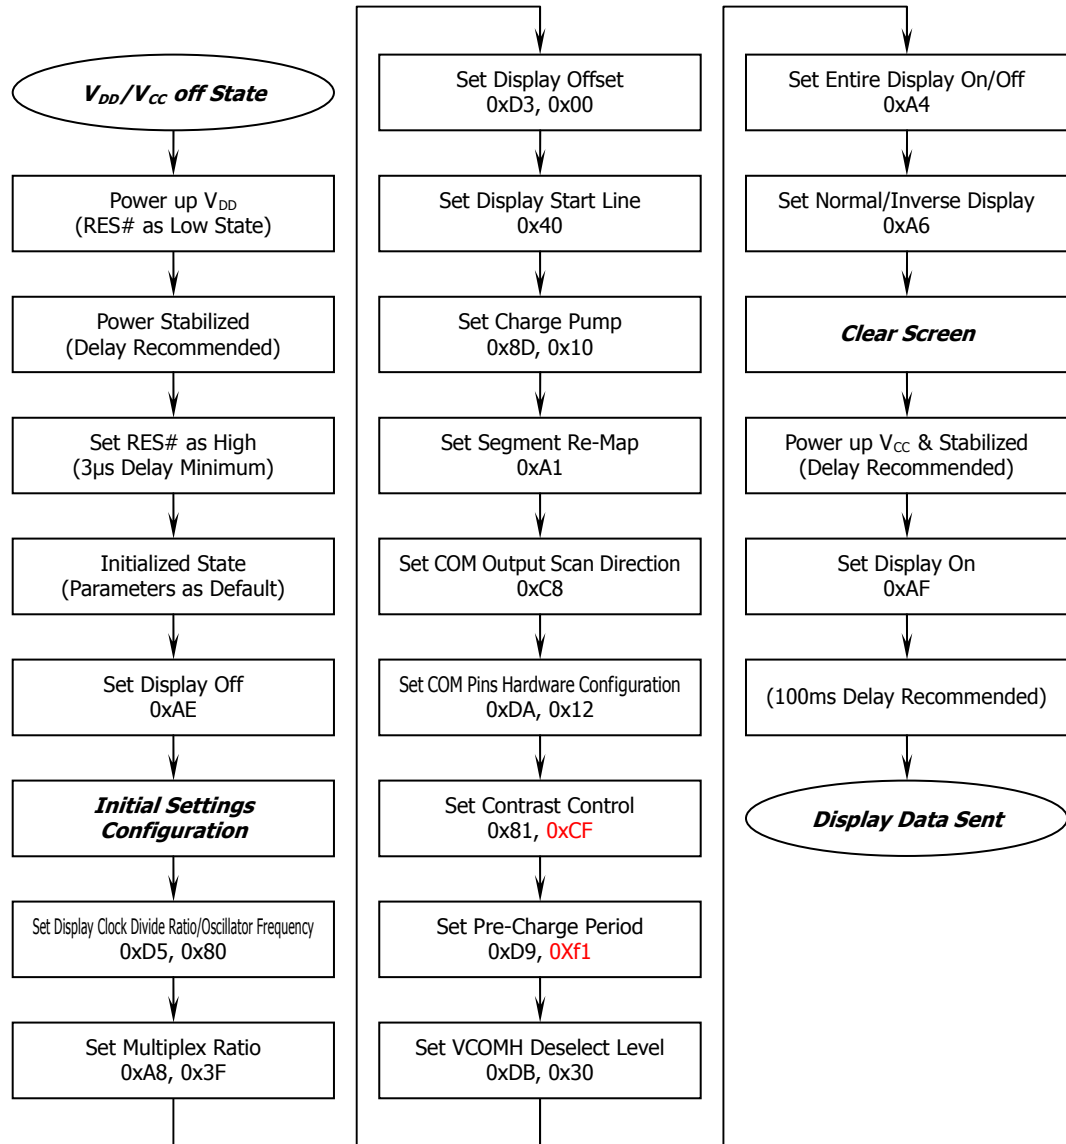 V_DD/V_CC off State
Power up V_DD
(RES# as Low State)
Power Stabilized
(Delay Recommended)
Set RES# as High
(3μs Delay Minimum)
Initialized State
(Parameters as Default)
Set Display Off
0xAE
Initial Settings
Configuration
Set Display Clock Divide Ratio/Oscillator Frequency
0xD5, 0x80
Set Multiplex Ratio
0xA8, 0x3F
Set Display Offset
0xD3, 0x00
Set Display Start Line
0x40
Set Charge Pump
0x8D, 0x10
Set Segment Re-Map
0xA1
Set COM Output Scan Direction
0xC8
Set COM Pins Hardware Configuration
0xDA, 0x12
Set Contrast Control
0x81, 0xCF
Set Pre-Charge Period
0xD9, 0Xf1
Set VCOMH Deselect Level
0xDB, 0x30
Set Entire Display On/Off
0xA4
Set Normal/Inverse Display
0xA6
Clear Screen
Power up V_CC & Stabilized
(Delay Recommended)
Set Display On
0xAF
(100ms Delay Recommended)
Display Data Sent